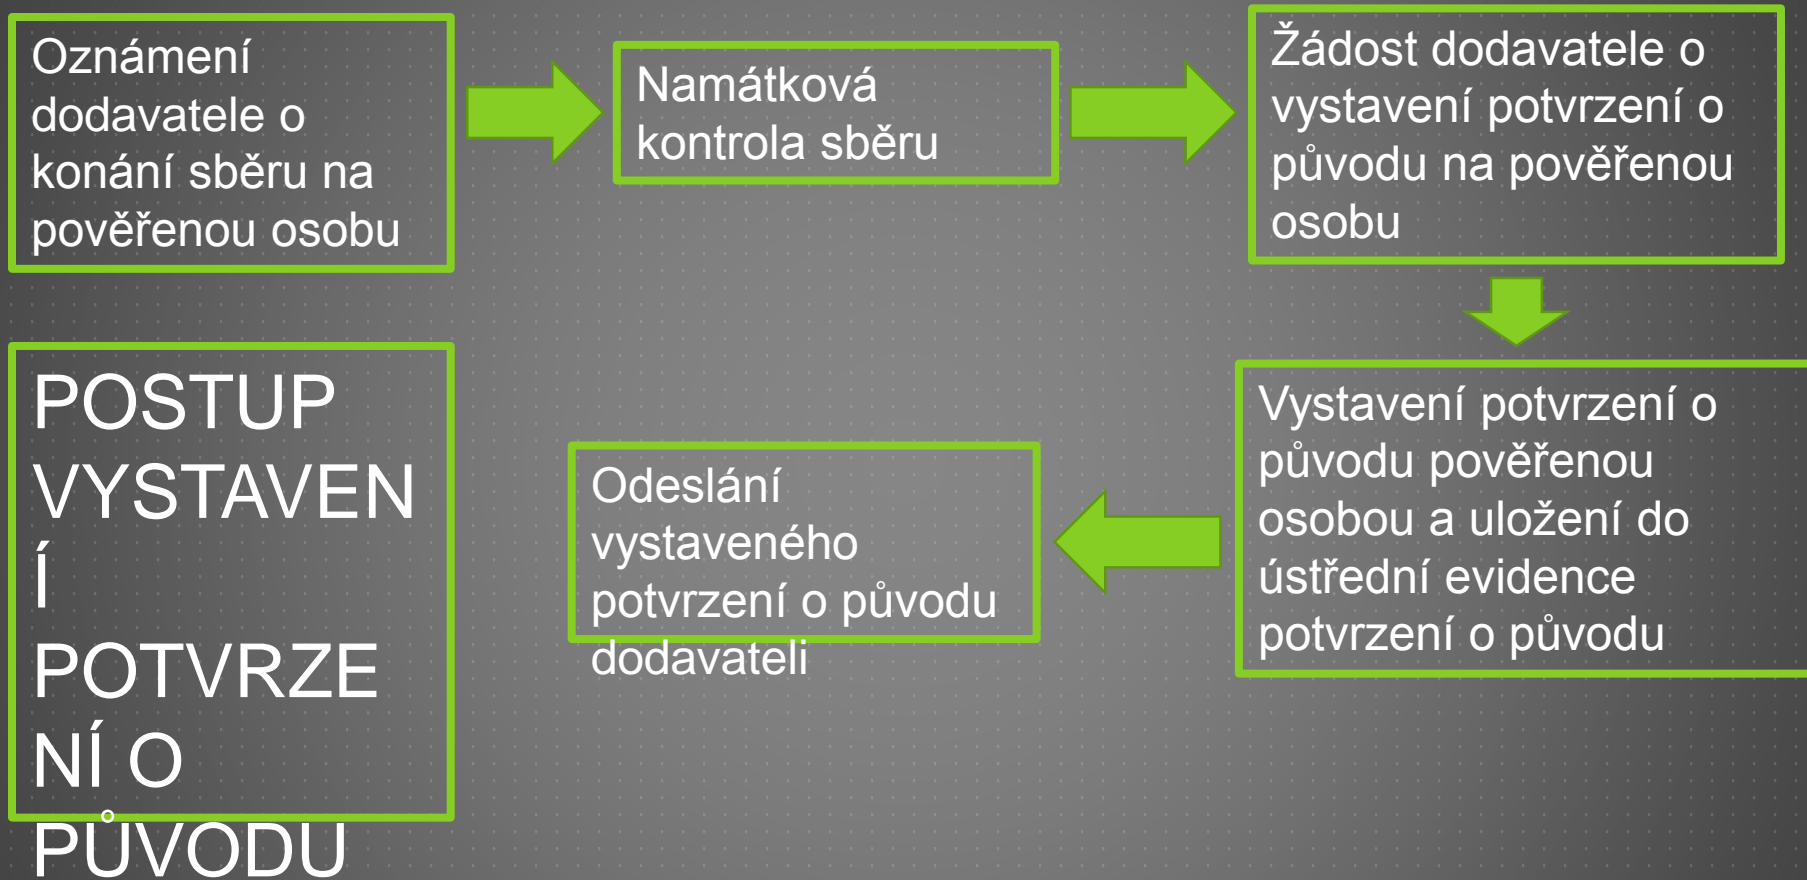 Oznámení
dodavatele o
konání sběru na
pověřenou osobu
Namátková
kontrola sběru
Žádost dodavatele o
vystavení potvrzení o
původu na pověřenou
osobu
Vystavení potvrzení o
původu pověřenou
osobou a uložení do
ústřední evidence
potvrzení o původu
Odeslání
vystaveného
potvrzení o původu
dodavateli
POSTUP
VYSTAVEN
Í
POTVRZE
NÍ O
PŮVODU